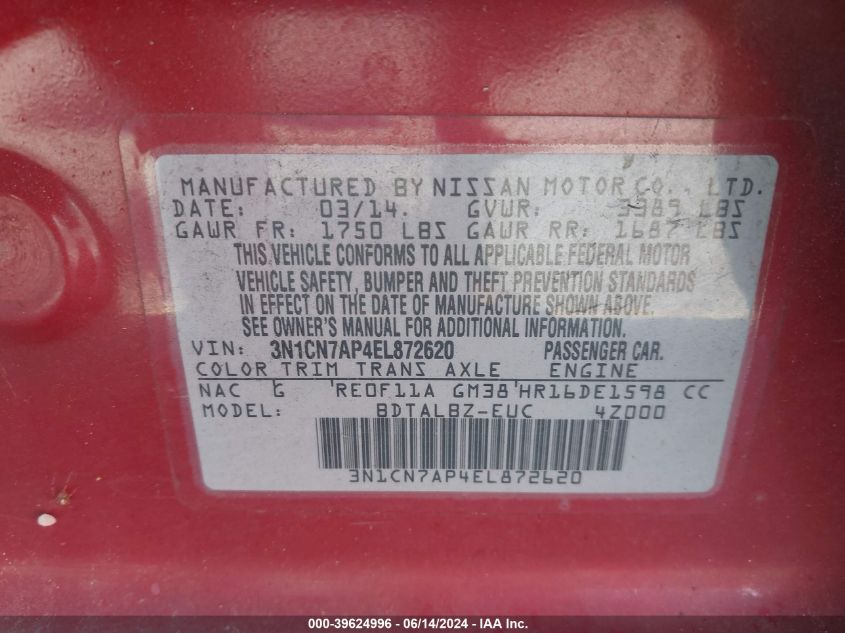 MANUFACTURED BY NISSAN MOTOR CO., LTD.
DATE: 03/14. GVWR: 3389 LBS
GAWR FR: 1750 LBS GAWR RR: 1687 LBS
THIS VEHICLE CONFORMS TO ALL APPLICABLE FEDERAL MOTOR
VEHICLE SAFETY, BUMPER AND THEFT PREVENTION STANDARDS
IN EFFECT ON THE DATE OF MANUFACTURE SHOWN ABOVE.
SEE OWNER'S MANUAL FOR ADDITIONAL INFORMATION.
VIN: 3N1CN7AP4EL872620 PASSENGER CAR.
COLOR TRIM TRANS AXLE ENGINE
NAC G RE0F11A GM38 HR16DE1598 CC
MODEL: BDTALBZ-EUC 4Z000
3N1CN7AP4EL872620
000-39624996 - 06/14/2024 - IAA, Inc.